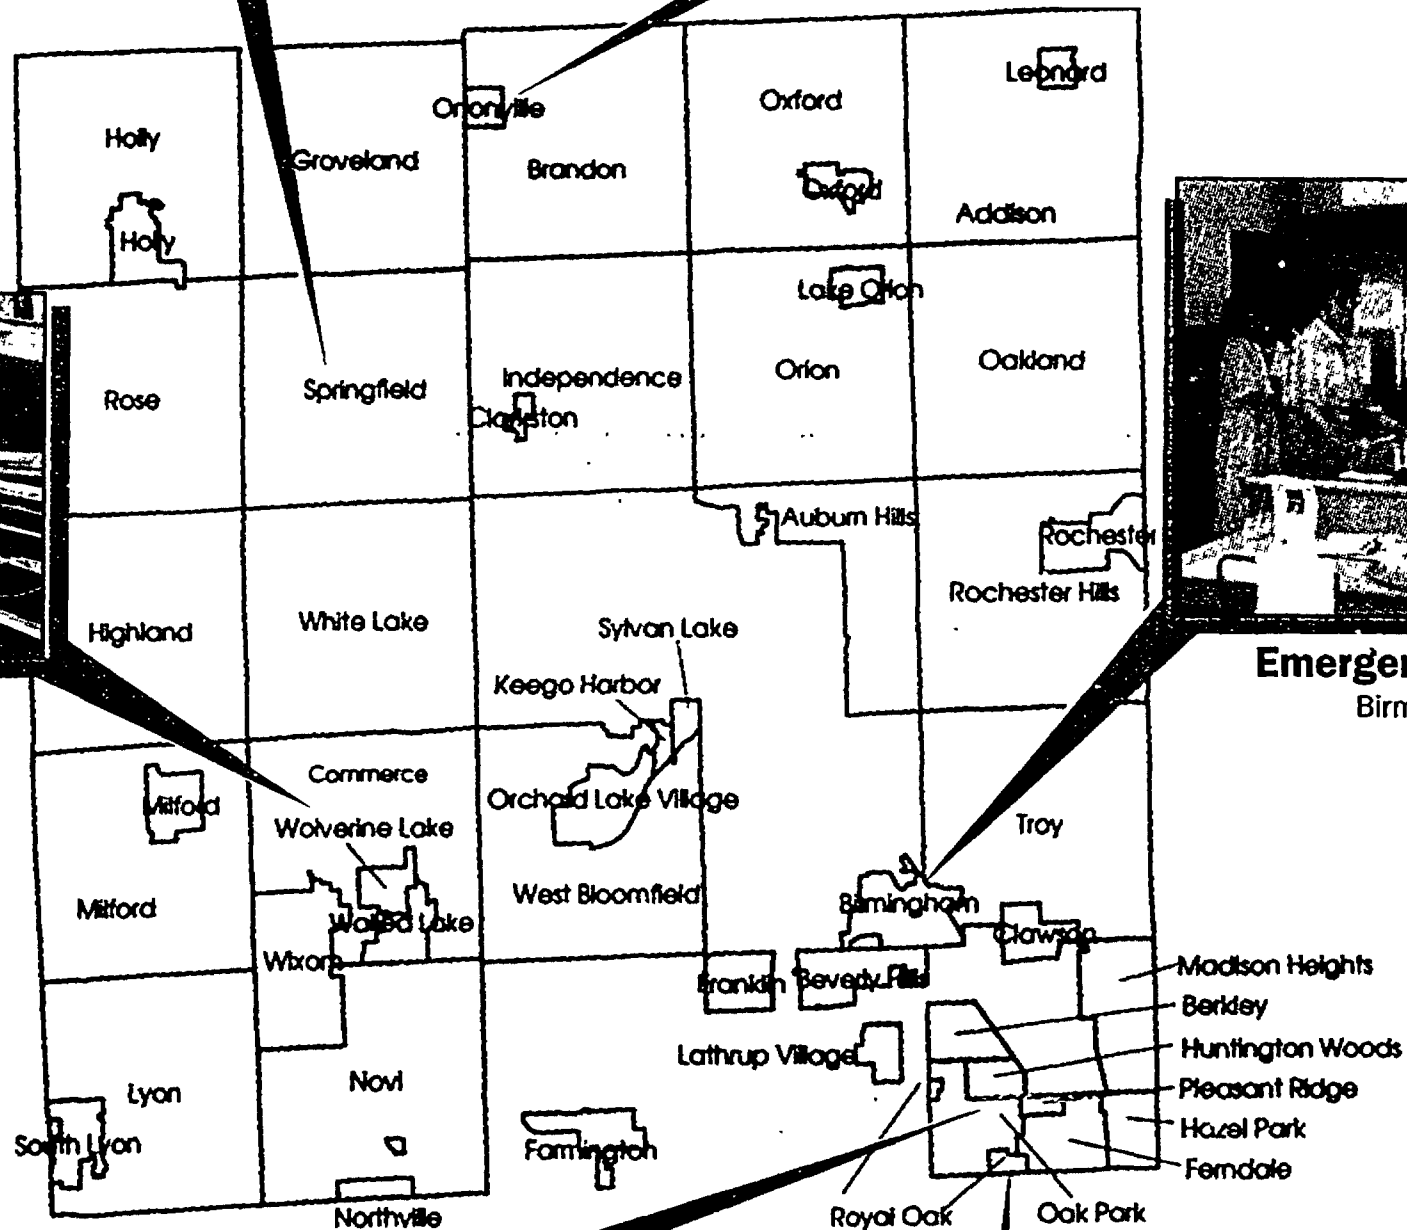 Leonard
Oxford
Ortonville
Holly
Groveland
Brandon
Oxford
Holly
Addison
Lake Orion
Oakland
Orion
Independence
Springfield
Rose
Clarkston
Auburn Hills
Rochester
Rochester Hills
White Lake
Sylvan Lake
Highland
Keego Harbor
Commerce
Orchard Lake Village
Milford
Troy
Wolverine Lake
West Bloomfield
Birmingham
Milford
Walled Lake
Clawson
Wixom
Madison Heights
Franklin
Beverly Hills
Berkley
Huntington Woods
Lathrup Village
Novi
Pleasant Ridge
Lyon
Hazel Park
South Lyon
Farmington
Ferndale
Northville
Royal Oak
Oak Park
Emergen
Birm